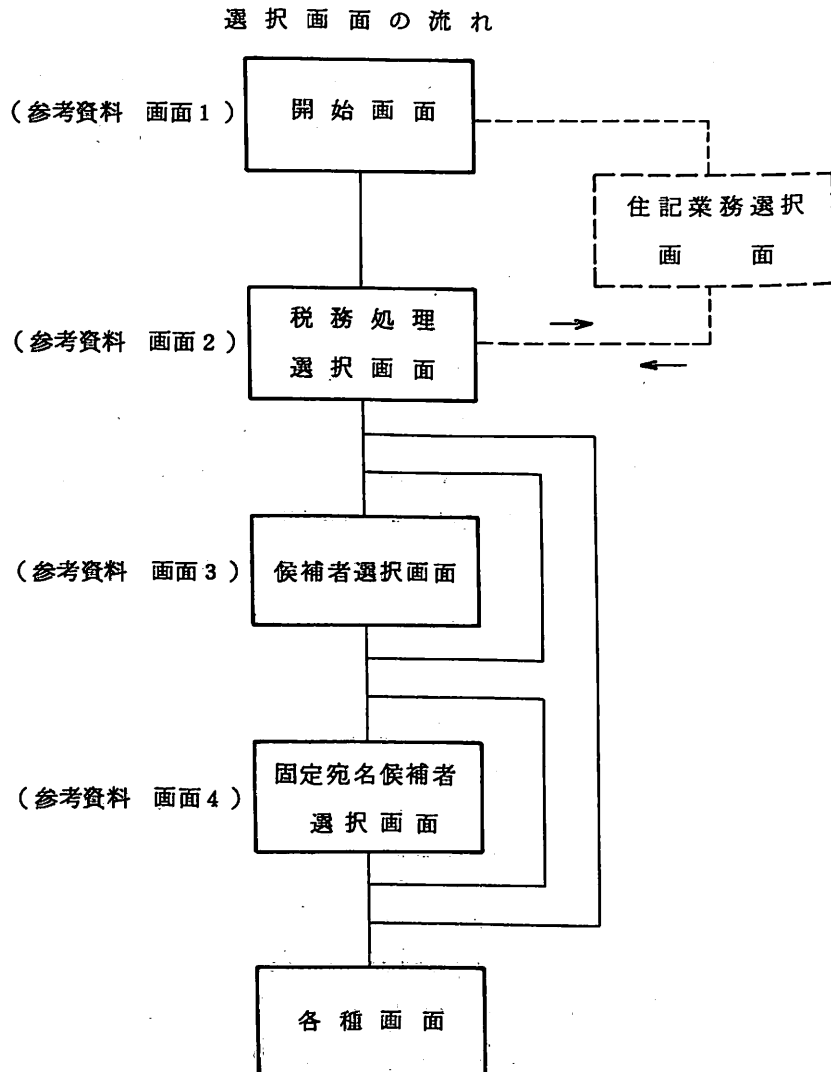 選択画面の流れ
(参考資料 画面1)
開始画面
住記業務選択
画面
(参考資料 画面2)
税務処理
選択画面
(参考資料 画面3)
候補者選択画面
(参考資料 画面4)
固定宛名候補者
選択画面
各種画面